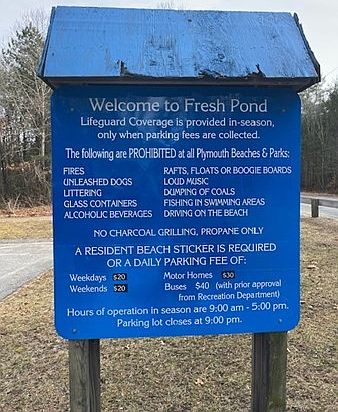 Welcome to Fresh Pond
Lifeguard Coverage is provided in-season,
only when parking fees are collected.
The following are PROHIBITED at all Plymouth Beaches & Parks:
FIRES
UNLEASHED DOGS
LITTERING
GLASS CONTAINERS
ALCOHOLIC BEVERAGES
RAFTS, FLOATS OR BOOGIE BOARDS
LOUD MUSIC
DUMPING OF COALS
FISHING IN SWIMMING AREAS
DRIVING ON THE BEACH
NO CHARCOAL GRILLING, PROPANE ONLY
A RESIDENT BEACH STICKER IS REQUIRED
OR A DAILY PARKING FEE OF:
Weekdays $20
Weekends $20
Motor Homes $30
Buses $40 (with prior approval
from Recreation Department)
Hours of operation in season are 9:00 am - 5:00 pm.
Parking lot closes at 9:00 pm.